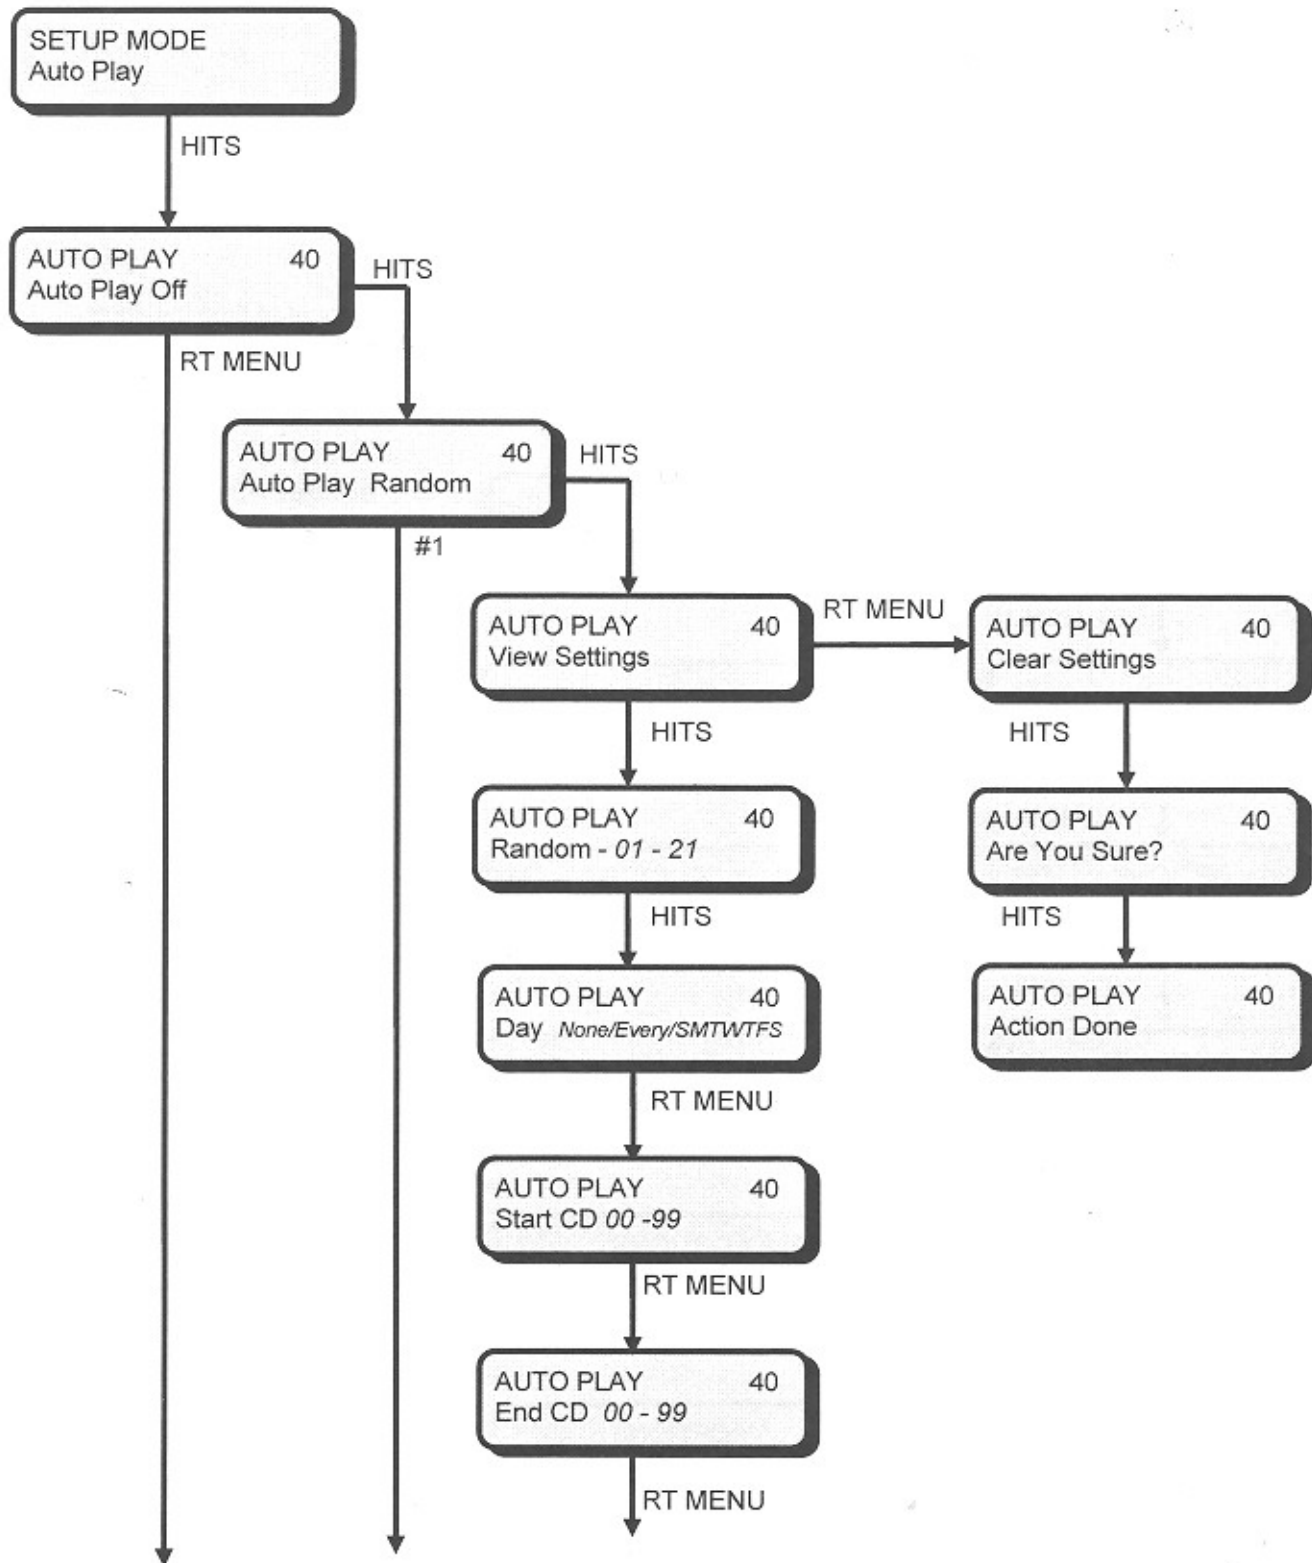 SETUP MODE
Auto Play
HITS
AUTO PLAY 40
Auto Play Off
HITS
RT MENU
AUTO PLAY 40
Auto Play Random
HITS
#1
AUTO PLAY 40
View Settings
RT MENU
AUTO PLAY 40
Clear Settings
HITS
HITS
AUTO PLAY 40
Random - 01 - 21
AUTO PLAY 40
Are You Sure?
HITS
HITS
AUTO PLAY 40
Day None/Every/SMTWTFS
AUTO PLAY 40
Action Done
RT MENU
AUTO PLAY 40
Start CD 00 -99
RT MENU
AUTO PLAY 40
End CD 00 - 99
RT MENU